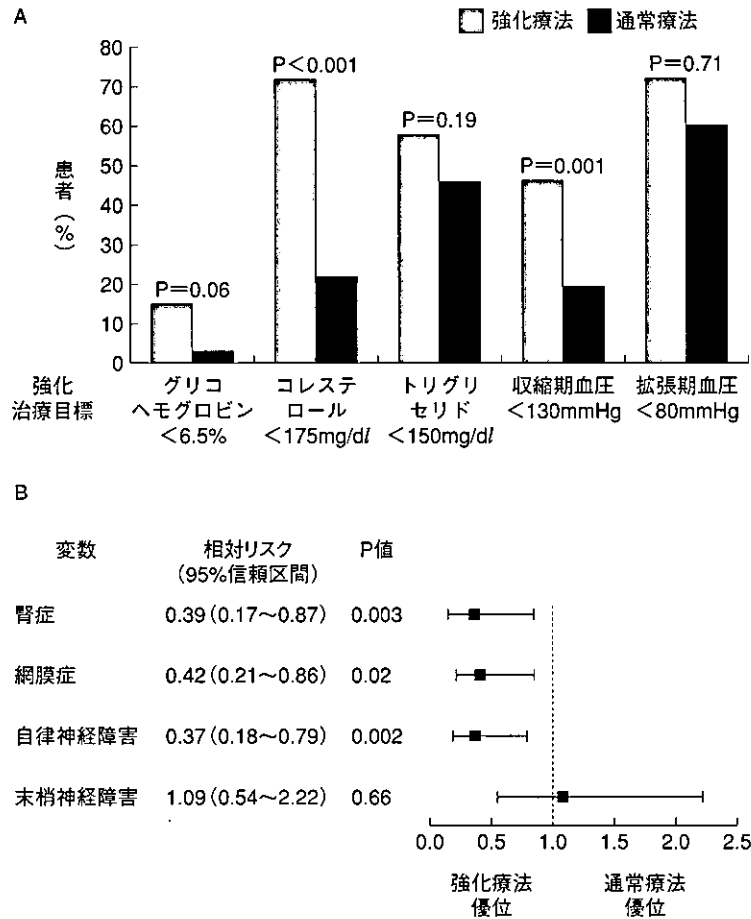 A
強化療法 通常療法
P<0.001
P=0.71
P=0.19
P=0.001
P=0.06
80
70
60
50
40
30
20
10
0
患者(%)
強化
治療目標
グリコ
ヘモグロビン
<6.5%
コレステ
ロール
<175mg/dl
トリグリ
セリド
<150mg/dl
収縮期血圧
<130mmHg
拡張期血圧
<80mmHg
B
変数 相対リスク P値
(95%信頼区間)
腎症 0.39(0.17~0.87) 0.003
網膜症 0.42(0.21~0.86) 0.02
自律神経障害 0.37(0.18~0.79) 0.002
末梢神経障害 1.09(0.54~2.22) 0.66
0.0 0.5 1.0 1.5 2.0 2.5
強化療法
優位
通常療法
優位